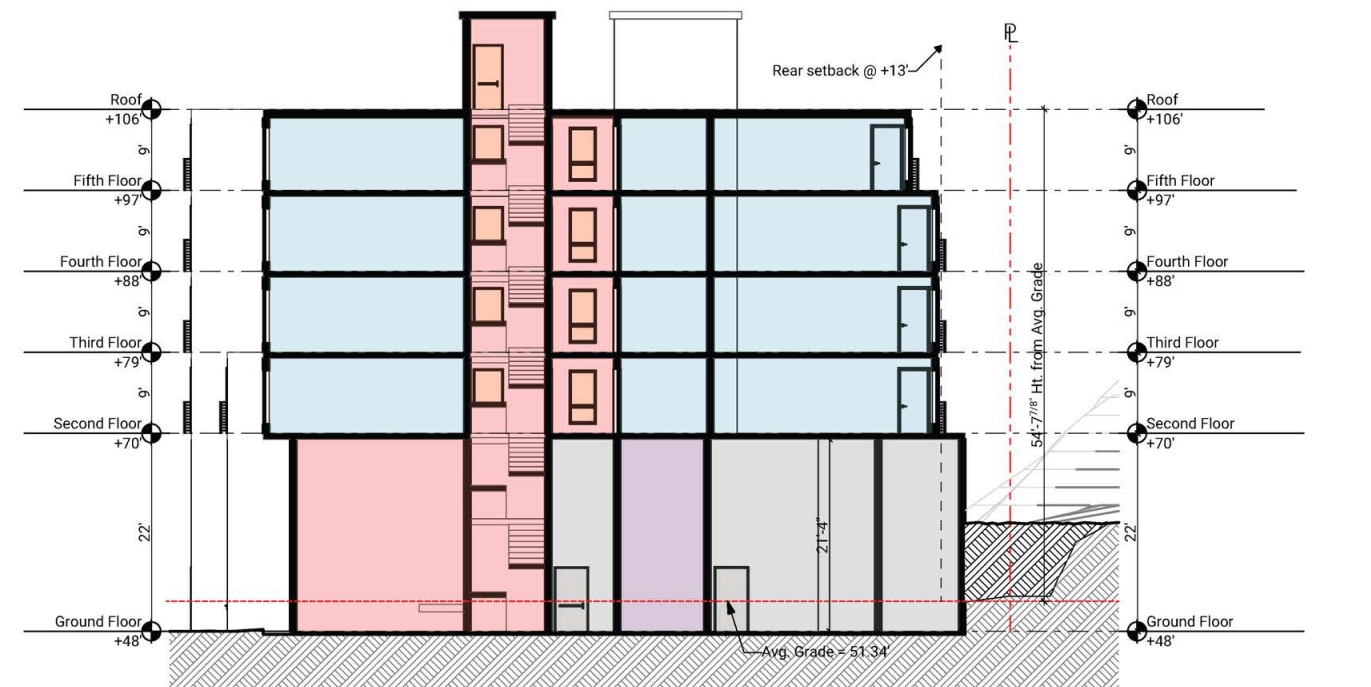 PL
Rear setback @ +13'
Roof
+106'
9'
Fifth Floor
+97'
9'
Fourth Floor
+88'
9'
Third Floor
+79'
9'
Second Floor
+70'
22'
Ground Floor
+48'
21'-4"
Avg. Grade = 51.34'
54'-7 7/8" Ht. from Avg. Grade
Roof
+106'
9'
Fifth Floor
+97'
9'
Fourth Floor
+88'
9'
Third Floor
+79'
9'
Second Floor
+70'
22'
Ground Floor
+48'